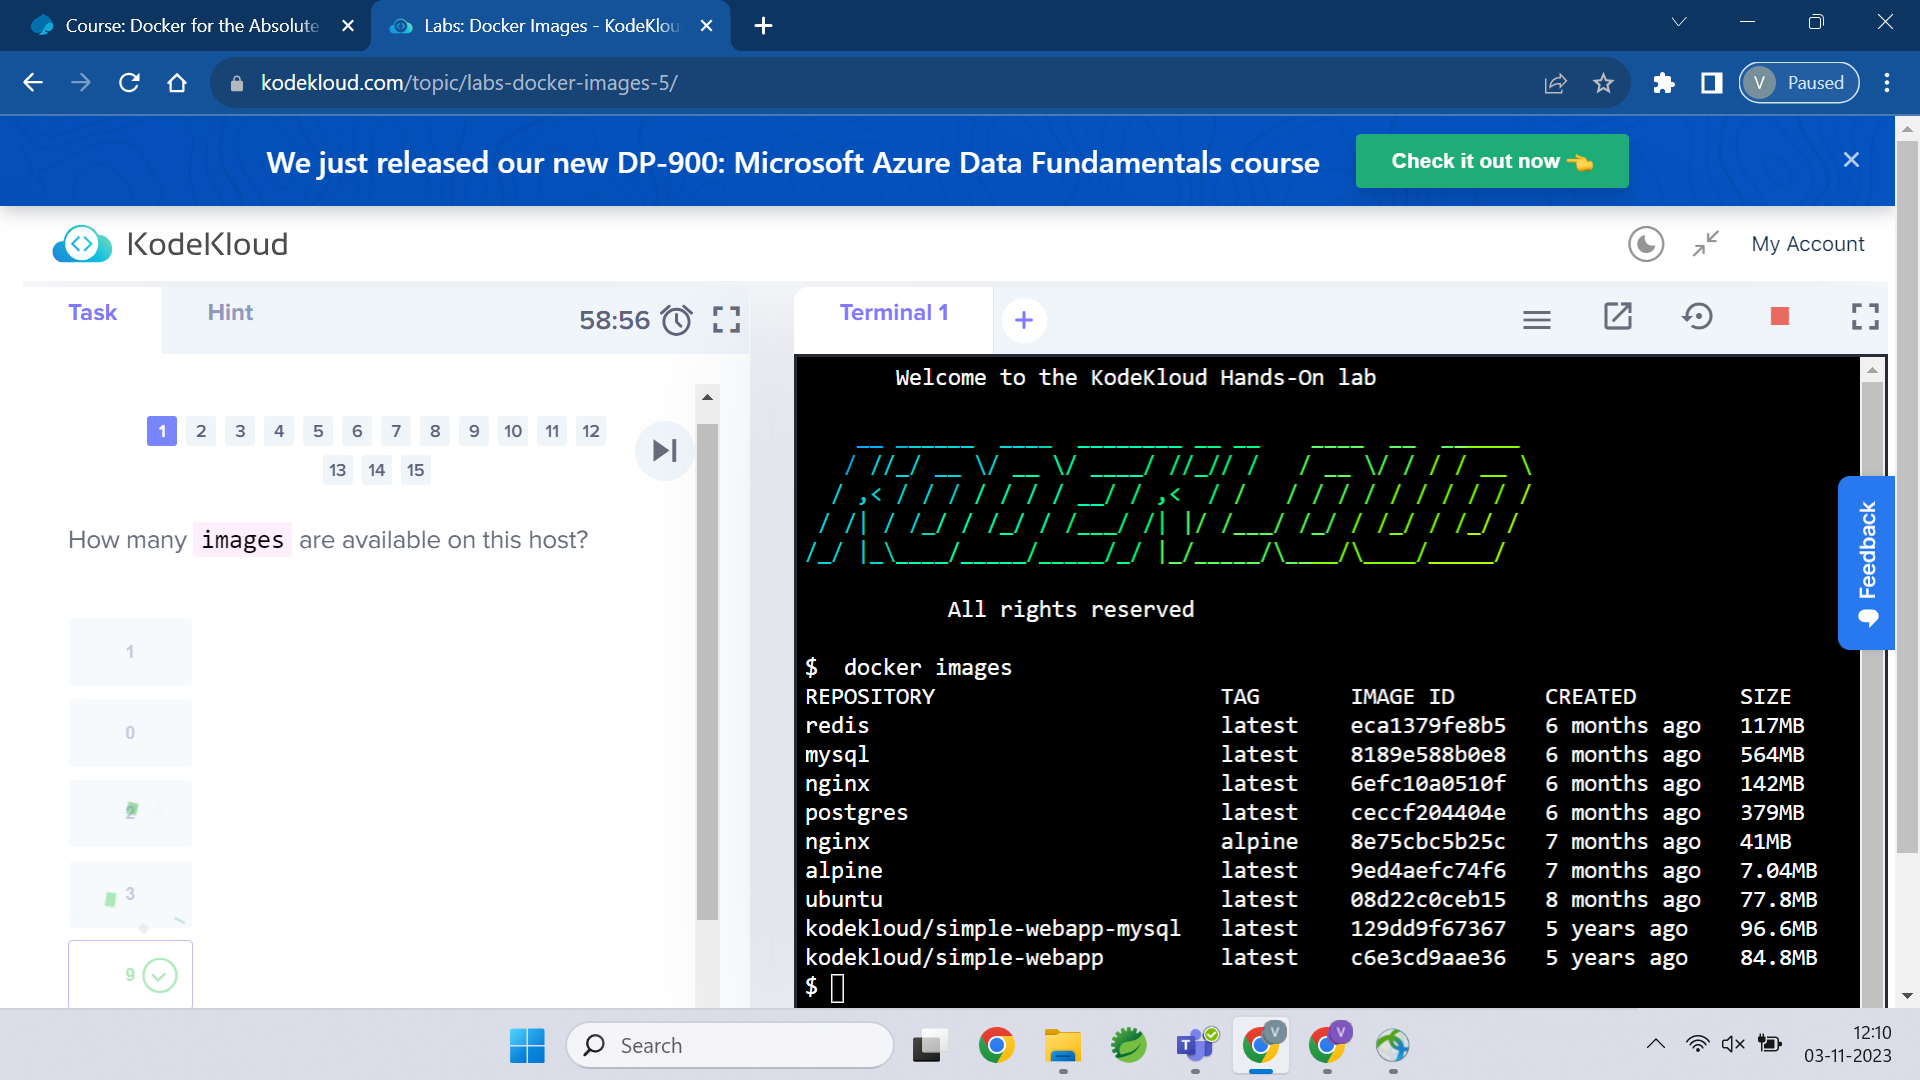 Course: Docker for the Absolute
Labs: Docker Images - KodeKlou
kodekloud.com/topic/labs-docker-images-5/
V Paused
We just released our new DP-900: Microsoft Azure Data Fundamentals course
Check it out now
KodeKloud
My Account
Task
Hint
58:56
Terminal 1
1 2 3 4 5 6 7 8 9 10 11 12
13 14 15
How many images are available on this host?
1
0
2
3
9
Welcome to the KodeKloud Hands-On lab
KODEKLOUD
All rights reserved
$  docker images
REPOSITORY TAG IMAGE ID CREATED SIZE
redis latest eca1379fe8b5 6 months ago 117MB
mysql latest 8189e588b0e8 6 months ago 564MB
nginx latest 6efc10a0510f 6 months ago 142MB
postgres latest ceccf204404e 6 months ago 379MB
nginx alpine 8e75cbc5b25c 7 months ago 41MB
alpine latest 9ed4aefc74f6 7 months ago 7.04MB
ubuntu latest 08d22c0ceb15 8 months ago 77.8MB
kodekloud/simple-webapp-mysql latest 129dd9f67367 5 years ago 96.6MB
kodekloud/simple-webapp latest c6e3cd9aae36 5 years ago 84.8MB
$
Feedback
Search
T
V
V
12:10
03-11-2023